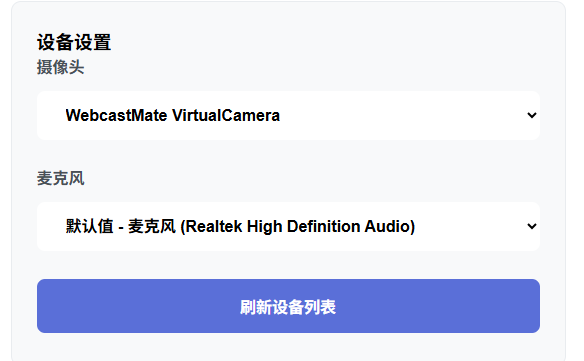 设备设置
摄像头
WebcastMate VirtualCamera
麦克风
默认值 - 麦克风 (Realtek High Definition Audio)
刷新设备列表